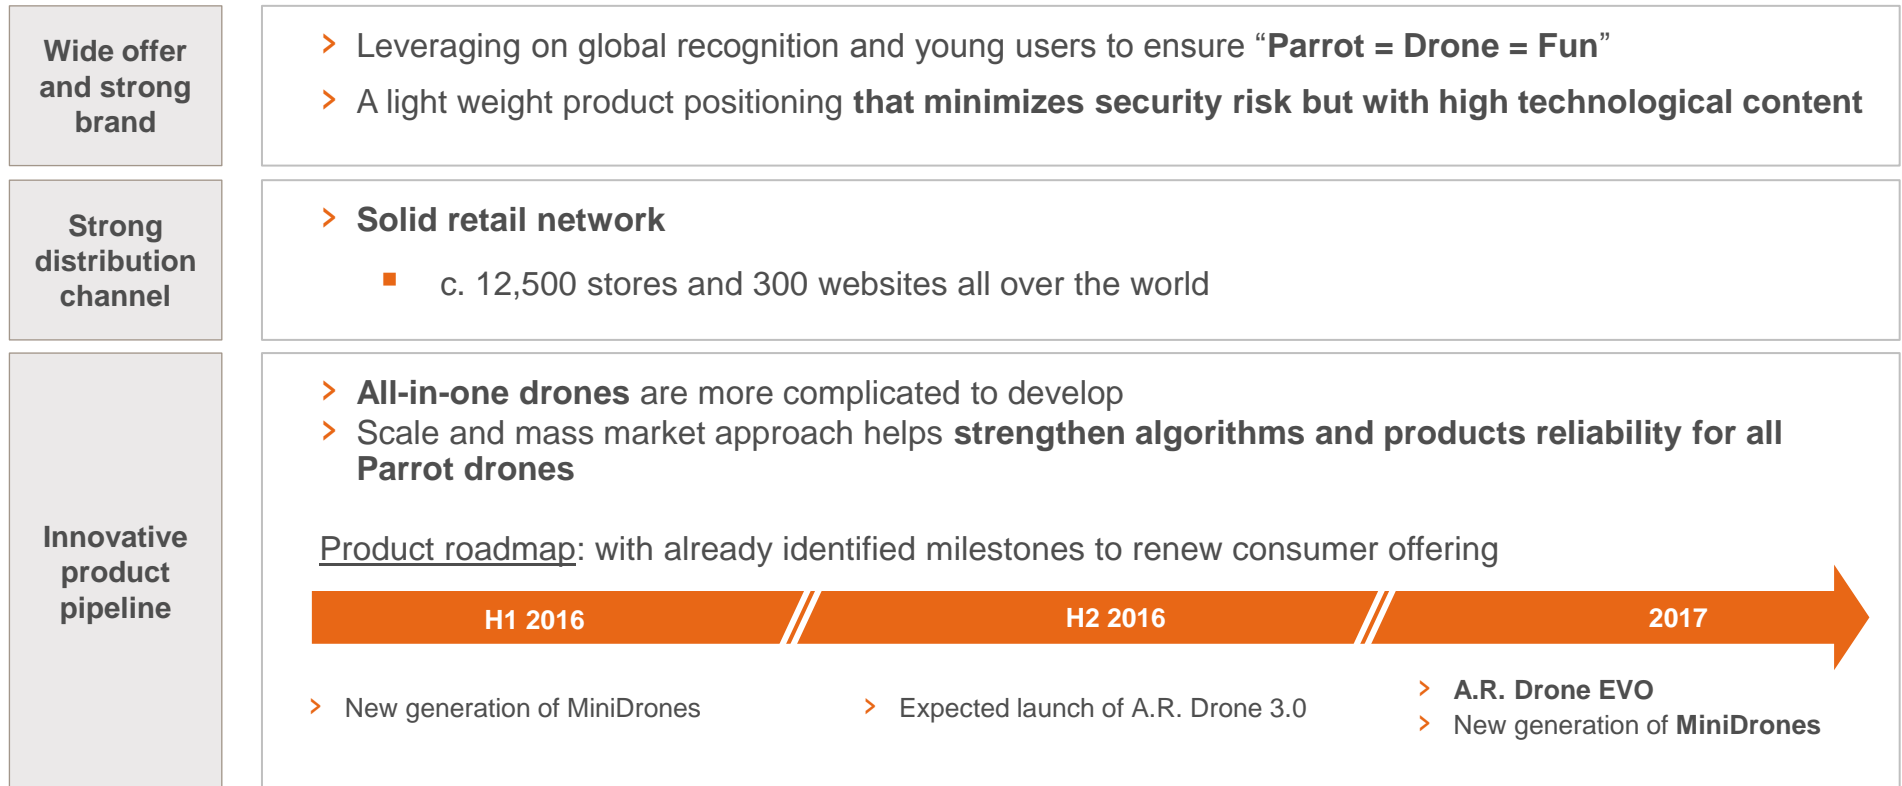 Wide offer
and strong
brand
> Leveraging on global recognition and young users to ensure “Parrot = Drone = Fun”
> A light weight product positioning that minimizes security risk but with high technological content
Strong
distribution
channel
> Solid retail network
▪ c. 12,500 stores and 300 websites all over the world
Innovative
product
pipeline
> All-in-one drones are more complicated to develop
> Scale and mass market approach helps strengthen algorithms and products reliability for all
Parrot drones
Product roadmap: with already identified milestones to renew consumer offering
H1 2016
H2 2016
2017
> New generation of MiniDrones
> Expected launch of A.R. Drone 3.0
> A.R. Drone EVO
> New generation of MiniDrones